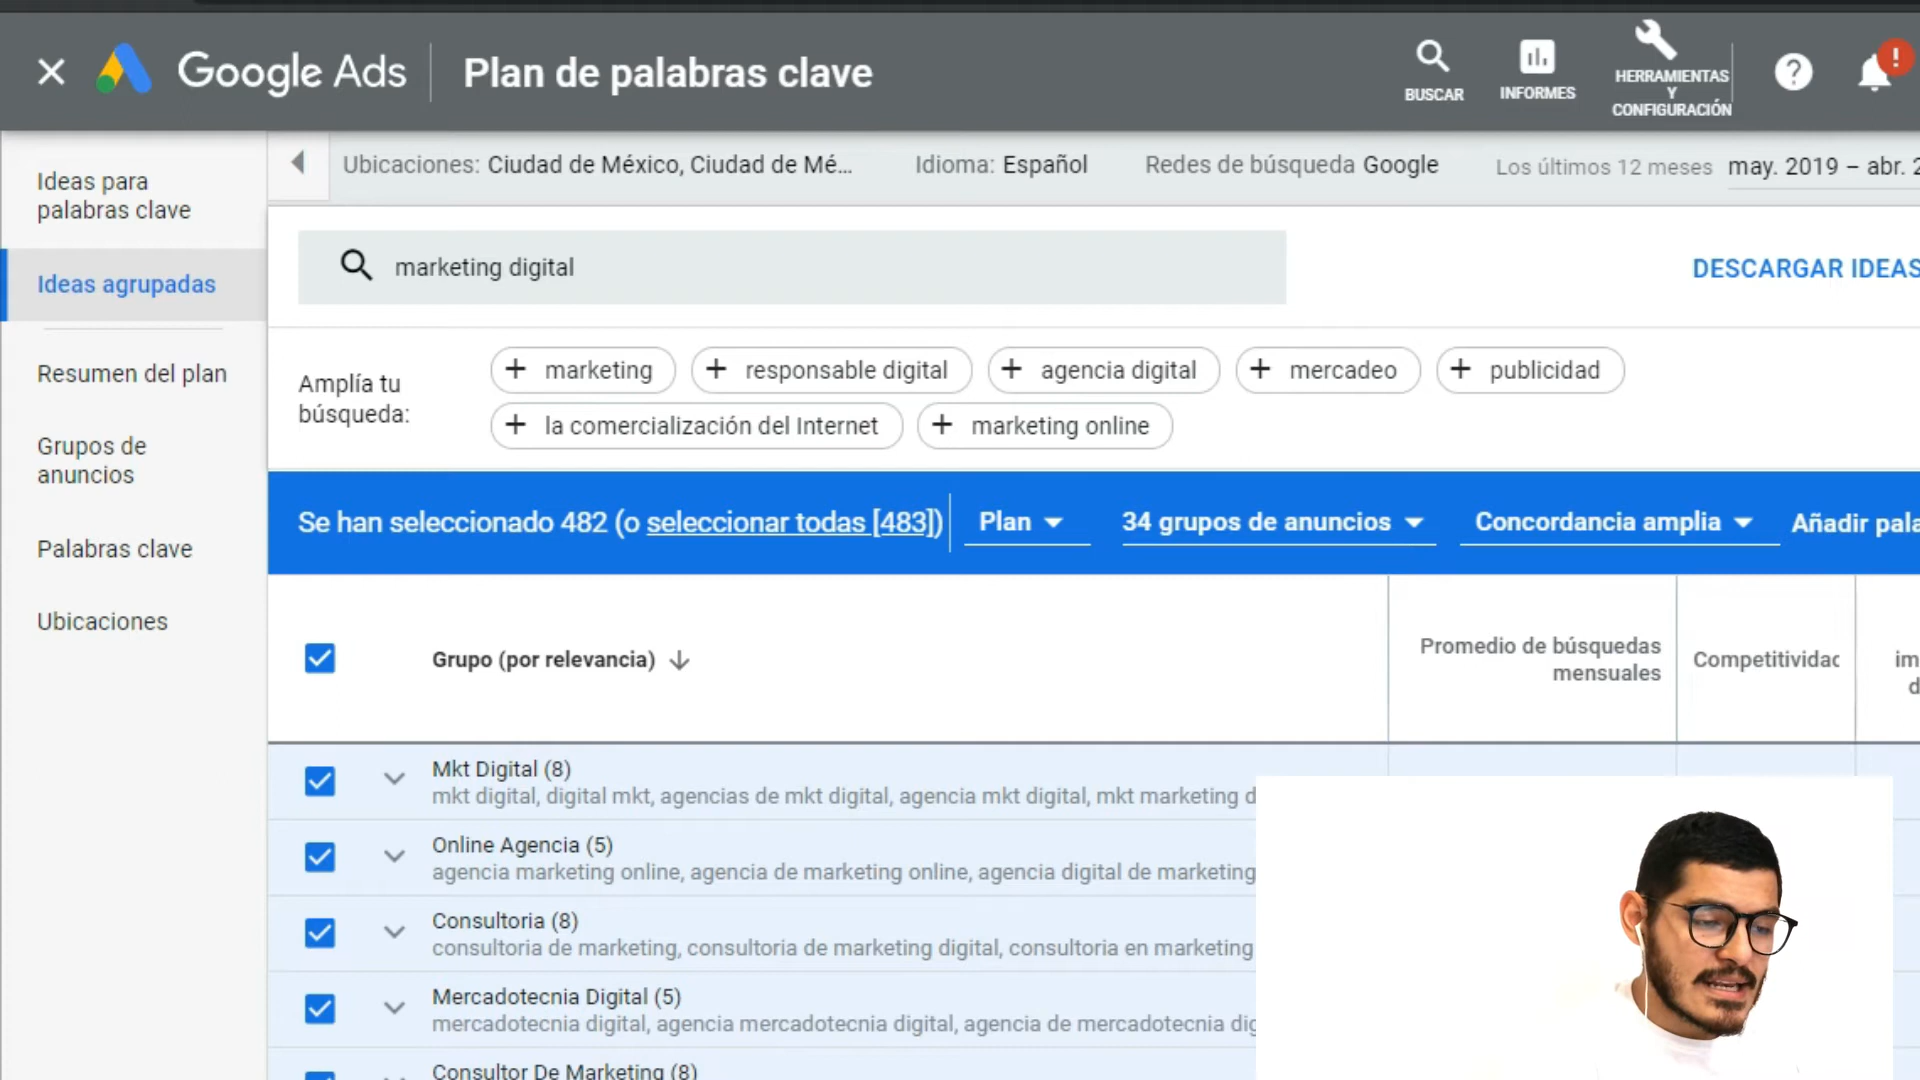 Google Ads
Plan de palabras clave
BUSCAR
INFORMES
HERRAMIENTAS
Y
CONFIGURACIÓN
?
!
Ideas para
palabras clave
Ideas agrupadas
Resumen del plan
Grupos de
anuncios
Palabras clave
Ubicaciones
Ubicaciones: Ciudad de México, Ciudad de Mé...
Idioma: Español
Redes de búsqueda Google
Los últimos 12 meses may. 2019 – abr. 2
marketing digital
DESCARGAR IDEAS
Amplía tu
búsqueda:
+ marketing
+ responsable digital
+ agencia digital
+ mercadeo
+ publicidad
+ la comercialización del Internet
+ marketing online
Se han seleccionado 482 (o seleccionar todas [483])
Plan
34 grupos de anuncios
Concordancia amplia
Añadir pala
Grupo (por relevancia)
Promedio de búsquedas
mensuales
Competitividad
im
d
Mkt Digital (8)
mkt digital, digital mkt, agencias de mkt digital, agencia mkt digital, mkt marketing d
Online Agencia (5)
agencia marketing online, agencia de marketing online, agencia digital de marketing
Consultoria (8)
consultoria de marketing, consultoria de marketing digital, consultoria en marketing
Mercadotecnia Digital (5)
mercadotecnia digital, agencia mercadotecnia digital, agencia de mercadotecnia dig
Consultor De Marketing (8)